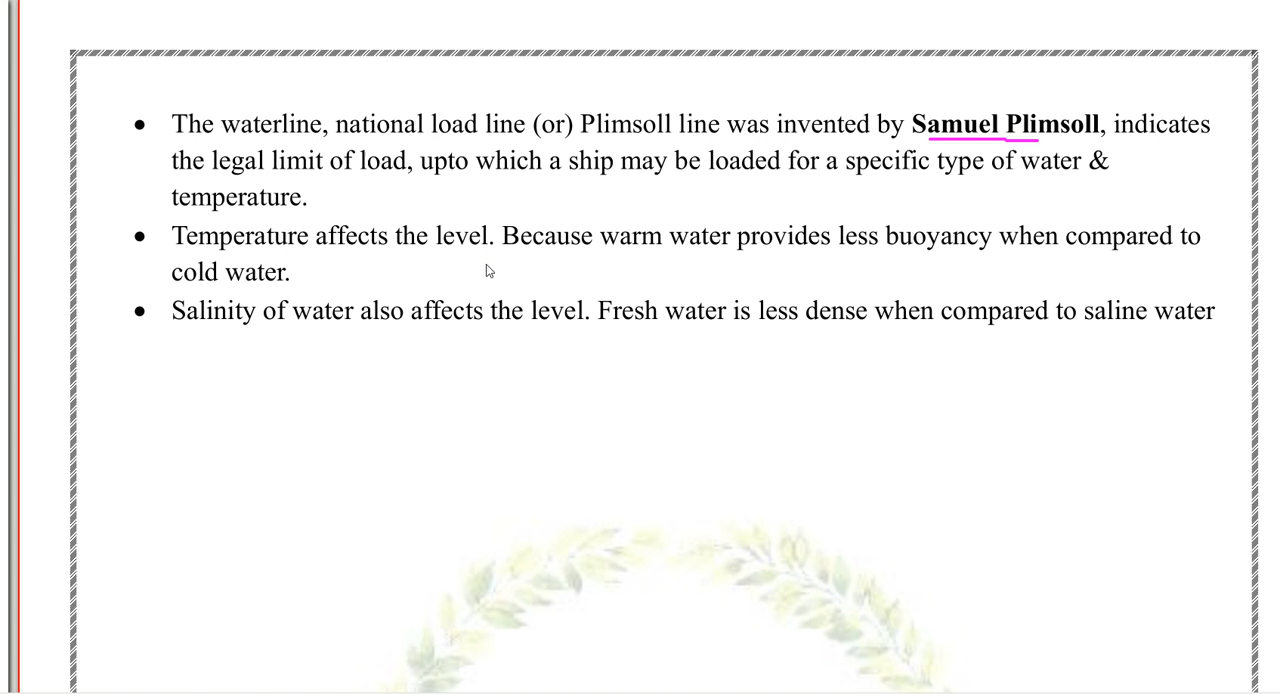 • The waterline, national load line (or) Plimsoll line was invented by Samuel Plimsoll, indicates
the legal limit of load, upto which a ship may be loaded for a specific type of water &
temperature.
• Temperature affects the level. Because warm water provides less buoyancy when compared to
cold water.
• Salinity of water also affects the level. Fresh water is less dense when compared to saline water